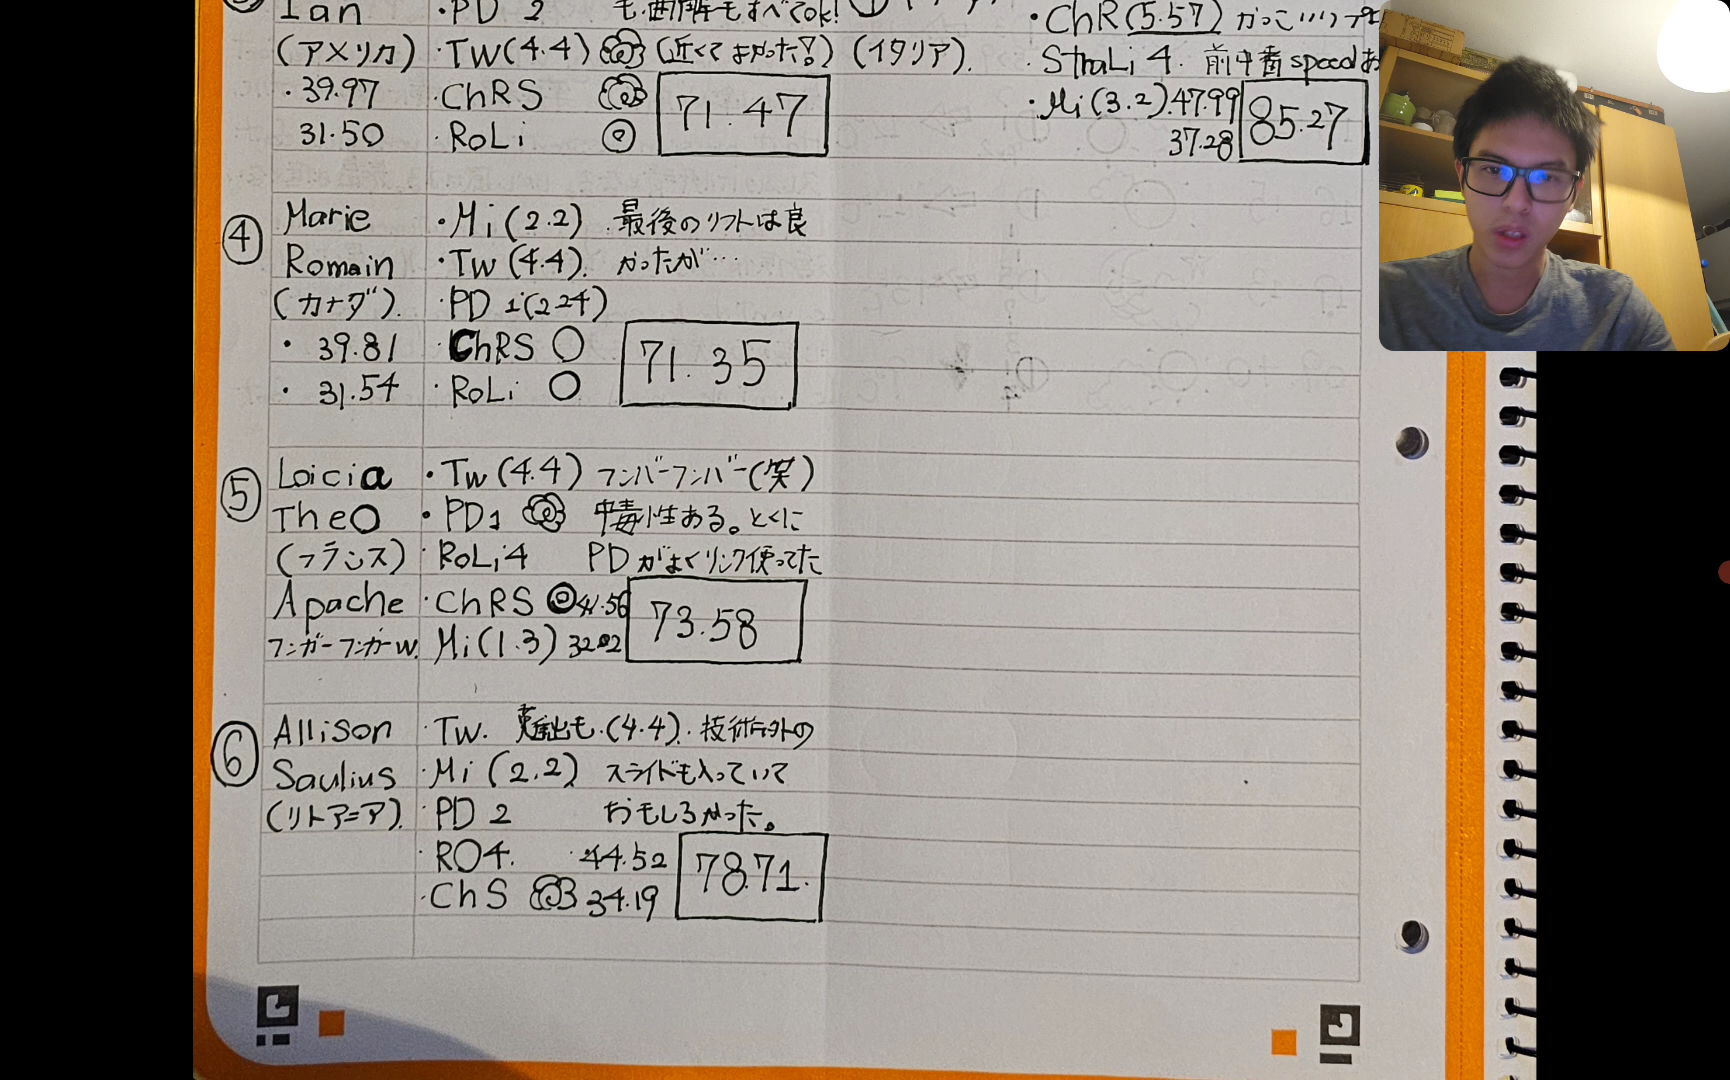 Ian ・PD 2 も、曲解もすべてok!
(アメリカ) ・Tw(4.4) (近くてよかった!)
・39.97 ・ChRS 71.47
31.50 ・RoLi ◎
・ChR(5.57) かっこいい
(イタリア). ・StaLi 4. 前中番 speed あ
・Mi(3.2).47.99 85.27
37.28
④ Marie ・Mi(2.2) 最後のリフトは良
Romain ・Tw(4.4). かったが…
(カナダ). ・PD 1(2.24)
・39.81 ・ChRS ○ 71.35
・31.54 ・RoLi ○
⑤ Loicia ・Tw(4.4) フンバーフンバー(笑)
Theo ・PD1 中毒性ある。とくに
(フランス) ・RoLi4 PDがよくリンク使ってた
Apache ・ChRS ◎41.56 73.58
フンガーフンガーw. Mi(1.3) 32.02
⑥ Allison ・Tw. 演出も.(4.4).・技術以外の
Saulius ・Mi(2.2) スライドも入っていて
(リトアニア). ・PD 2 おもしろかった。
・RO4. ・44.52 78.71.
・ChS 34.19